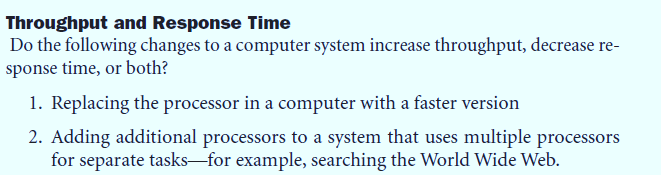 Throughput and Response Time
Do the following changes to a computer system increase throughput, decrease re-
sponse time, or both?
1. Replacing the processor in a computer with a faster version
2. Adding additional processors to a system that uses multiple processors
for separate tasks—for example, searching the World Wide Web.